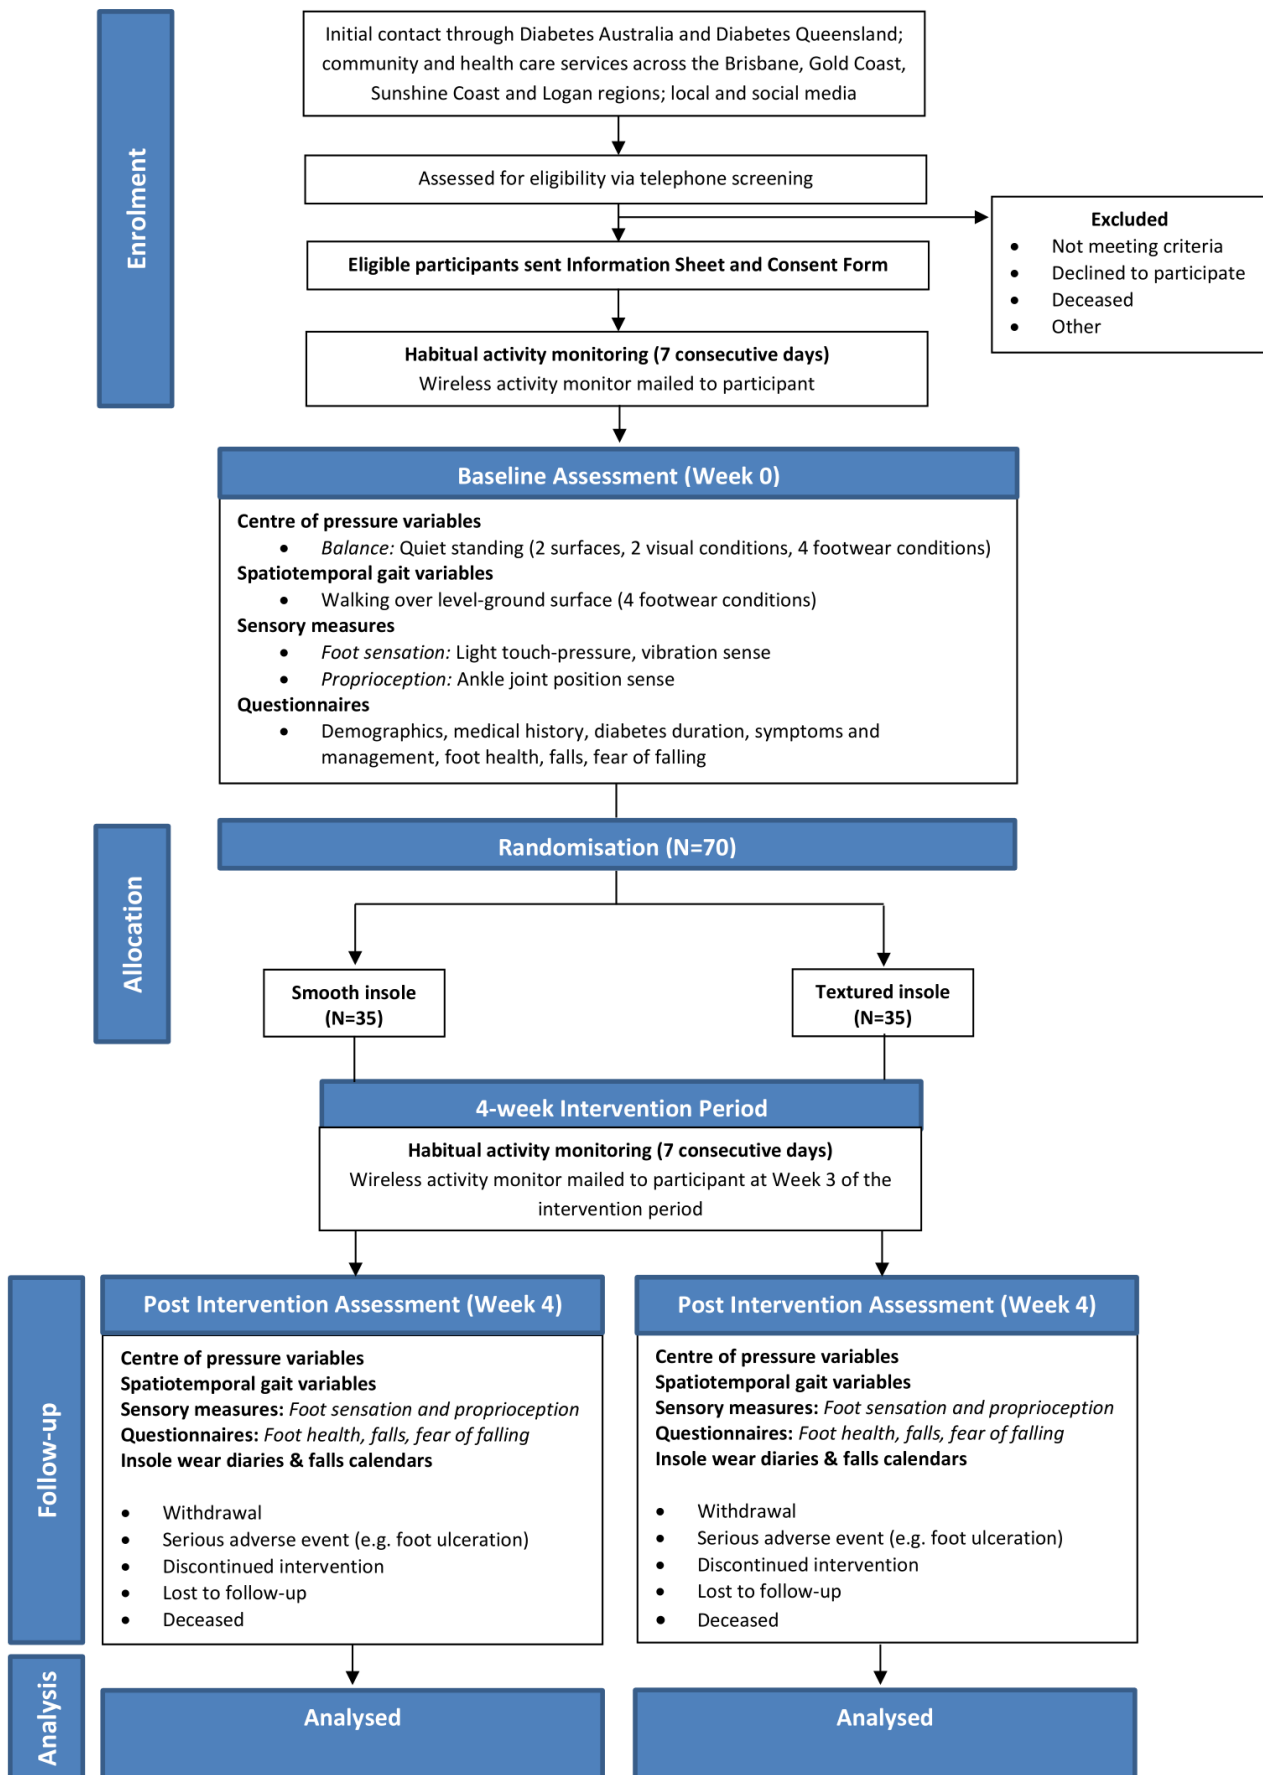 Enrolment
Initial contact through Diabetes Australia and Diabetes Queensland;
community and health care services across the Brisbane, Gold Coast,
Sunshine Coast and Logan regions; local and social media
Assessed for eligibility via telephone screening
Excluded
• Not meeting criteria
• Declined to participate
• Deceased
• Other
Eligible participants sent Information Sheet and Consent Form
Habitual activity monitoring (7 consecutive days)
Wireless activity monitor mailed to participant
Baseline Assessment (Week 0)
Centre of pressure variables
• Balance: Quiet standing (2 surfaces, 2 visual conditions, 4 footwear conditions)
Spatiotemporal gait variables
• Walking over level-ground surface (4 footwear conditions)
Sensory measures
• Foot sensation: Light touch-pressure, vibration sense
• Proprioception: Ankle joint position sense
Questionnaires
• Demographics, medical history, diabetes duration, symptoms and
management, foot health, falls, fear of falling
Allocation
Randomisation (N=70)
Smooth insole
(N=35)
Textured insole
(N=35)
4-week Intervention Period
Habitual activity monitoring (7 consecutive days)
Wireless activity monitor mailed to participant at Week 3 of the
intervention period
Follow-up
Post Intervention Assessment (Week 4)
Centre of pressure variables
Spatiotemporal gait variables
Sensory measures: Foot sensation and proprioception
Questionnaires: Foot health, falls, fear of falling
Insole wear diaries & falls calendars
• Withdrawal
• Serious adverse event (e.g. foot ulceration)
• Discontinued intervention
• Lost to follow-up
• Deceased
Post Intervention Assessment (Week 4)
Centre of pressure variables
Spatiotemporal gait variables
Sensory measures: Foot sensation and proprioception
Questionnaires: Foot health, falls, fear of falling
Insole wear diaries & falls calendars
• Withdrawal
• Serious adverse event (e.g. foot ulceration)
• Discontinued intervention
• Lost to follow-up
• Deceased
Analysis
Analysed
Analysed